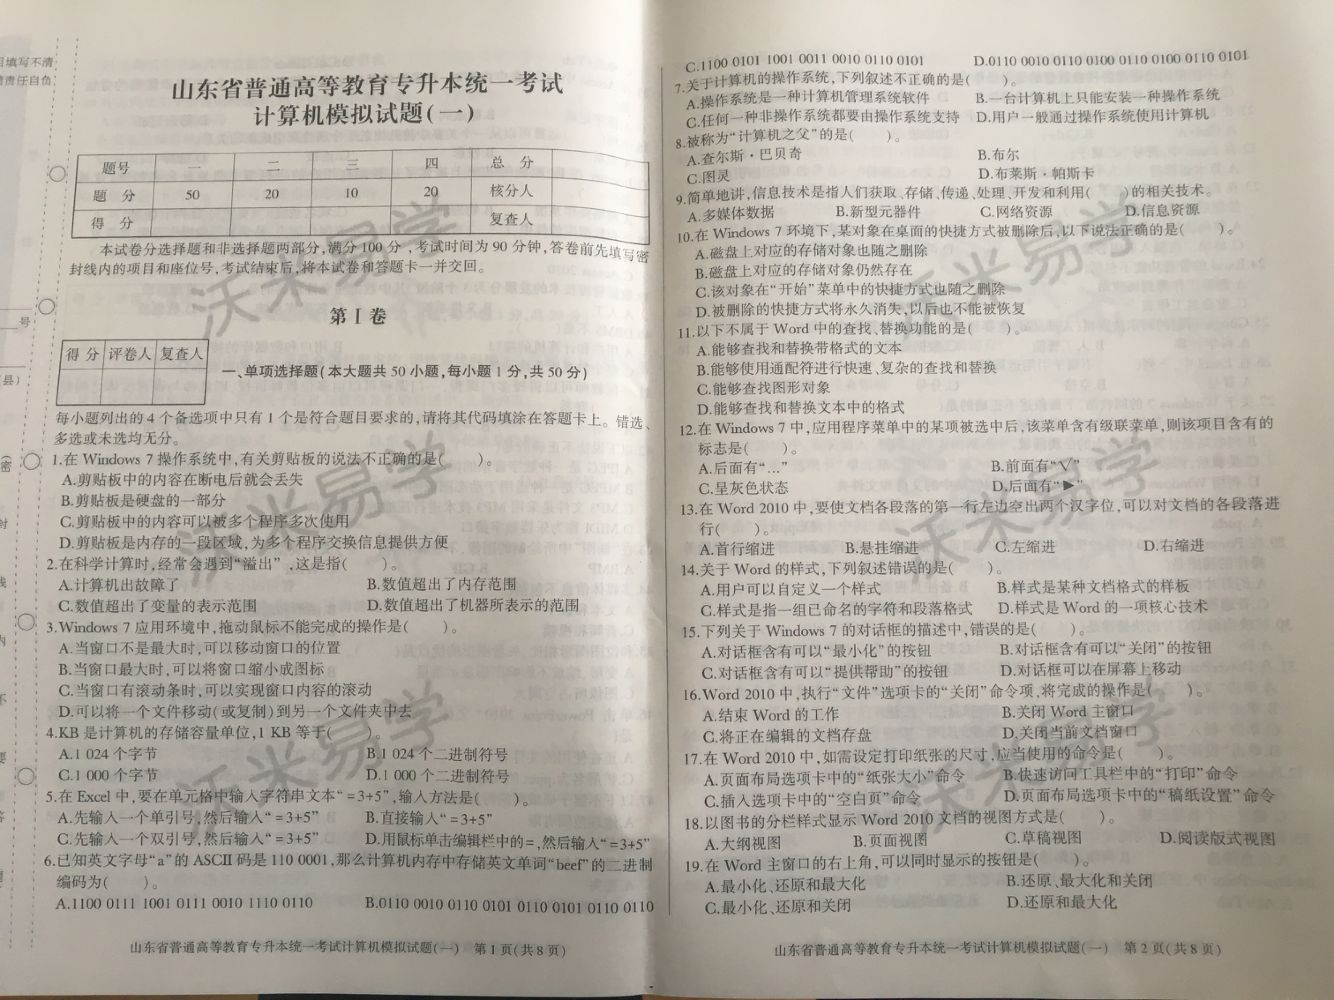 山东省普通高等教育专升本统一考试
计算机模拟试题(一)
题号 一 二 三 四 总 分
题 分 50 20 10 20 核分人
得 分 复查人
本试卷分选择题和非选择题两部分,满分100分,考试时间为90分钟,答卷前先填写密
封线内的项目和座位号,考试结束后,将本试卷和答题卡一并交回。
第Ⅰ卷
得 分 评卷人 复查人
一、单项选择题(本大题共50小题,每小题1分,共50分)
每小题列出的4个备选项中只有1个是符合题目要求的,请将其代码填涂在答题卡上。错选、
多选或未选均无分。
1.在Windows 7操作系统中,有关剪贴板的说法不正确的是( )。
A.剪贴板中的内容在断电后就会丢失
B.剪贴板是硬盘的一部分
C.剪贴板中的内容可以被多个程序多次使用
D.剪贴板是内存的一段区域,为多个程序交换信息提供方便
2.在科学计算时,经常会遇到“溢出”,这是指( )。
A.计算机出故障了 B.数值超出了内存范围
C.数值超出了变量的表示范围 D.数值超出了机器所表示的范围
3.Windows 7应用环境中,拖动鼠标不能完成的操作是( )。
A.当窗口不是最大时,可以移动窗口的位置
B.当窗口最大时,可以将窗口缩小成图标
C.当窗口有滚动条时,可以实现窗口内容的滚动
D.可以将一个文件移动(或复制)到另一个文件夹中去
4.KB是计算机的存储容量单位,1 KB等于( )。
A.1 024个字节 B.1 024个二进制符号
C.1 000个字节 D.1 000个二进制符号
5.在Excel中,要在单元格中输入字符串文本“=3+5”,输入方法是( )。
A.先输入一个单引号,然后输入“=3+5” B.直接输入“=3+5”
C.先输入一个双引号,然后输入“=3+5” D.用鼠标单击编辑栏中的=,然后输入“=3+5”
6.已知英文字母“a”的ASCII码是110 0001,那么计算机内存中存储英文单词“beef”的二进制
编码为( )。
A.1100 0111 1001 0111 0010 1110 0110 B.0110 0010 0110 0101 0110 0101 0110 0110
山东省普通高等教育专升本统一考试计算机模拟试题(一) 第1页(共8页)
C.1100 0101 1001 0011 0010 0110 0101 D.0110 0010 0110 0100 0110 0100 0110 0101
7.关于计算机的操作系统,下列叙述不正确的是( )。
A.操作系统是一种计算机管理系统软件 B.一台计算机上只能安装一种操作系统
C.任何一种非操作系统都要由操作系统支持 D.用户一般通过操作系统使用计算机
8.被称为“计算机之父”的是( )。
A.查尔斯·巴贝奇 B.布尔
C.图灵 D.布莱斯·帕斯卡
9.简单地讲,信息技术是指人们获取、存储、传递、处理、开发和利用( )的相关技术。
A.多媒体数据 B.新型元器件 C.网络资源 D.信息资源
10.在Windows 7环境下,某对象在桌面的快捷方式被删除后,以下说法正确的是( )。
A.磁盘上对应的存储对象也随之删除
B.磁盘上对应的存储对象仍然存在
C.该对象在“开始”菜单中的快捷方式也随之删除
D.被删除的快捷方式将永久消失,以后也不能被恢复
11.以下不属于Word中的查找、替换功能的是( )。
A.能够查找和替换带格式的文本
B.能够使用通配符进行快速、复杂的查找和替换
C.能够查找图形对象
D.能够查找和替换文本中的格式
12.在Windows 7中,应用程序菜单中的某项被选中后,该菜单含有级联菜单,则该项目含有的
标志是( )。
A.后面有“…” B.前面有“√”
C.呈灰色状态 D.后面有“▶”
13.在Word 2010中,要使文档各段落的第一行左边空出两个汉字位,可以对文档的各段落进
行( )。
A.首行缩进 B.悬挂缩进 C.左缩进 D.右缩进
14.关于Word的样式,下列叙述错误的是( )。
A.用户可以自定义一个样式 B.样式是某种文档格式的样板
C.样式是指一组已命名的字符和段落格式 D.样式是Word的一项核心技术
15.下列关于Windows 7的对话框的描述中,错误的是( )。
A.对话框含有可以“最小化”的按钮 B.对话框含有可以“关闭”的按钮
C.对话框含有可以“提供帮助”的按钮 D.对话框可以在屏幕上移动
16.Word 2010中,执行“文件”选项卡的“关闭”命令项,将完成的操作是( )。
A.结束Word的工作 B.关闭Word主窗口
C.将正在编辑的文档存盘 D.关闭当前文档窗口
17.在Word 2010中,如需设定打印纸张的尺寸,应当使用的命令是( )。
A.页面布局选项卡中的“纸张大小”命令 B.快速访问工具栏中的“打印”命令
C.插入选项卡中的“空白页”命令 D.页面布局选项卡中的“稿纸设置”命令
18.以图书的分栏样式显示Word 2010文档的视图方式是( )。
A.大纲视图 B.页面视图 C.草稿视图 D.阅读版式视图
19.在Word主窗口的右上角,可以同时显示的按钮是( )。
A.最小化、还原和最大化 B.还原、最大化和关闭
C.最小化、还原和关闭 D.还原和最大化
山东省普通高等教育专升本统一考试计算机模拟试题(一) 第2页(共8页)